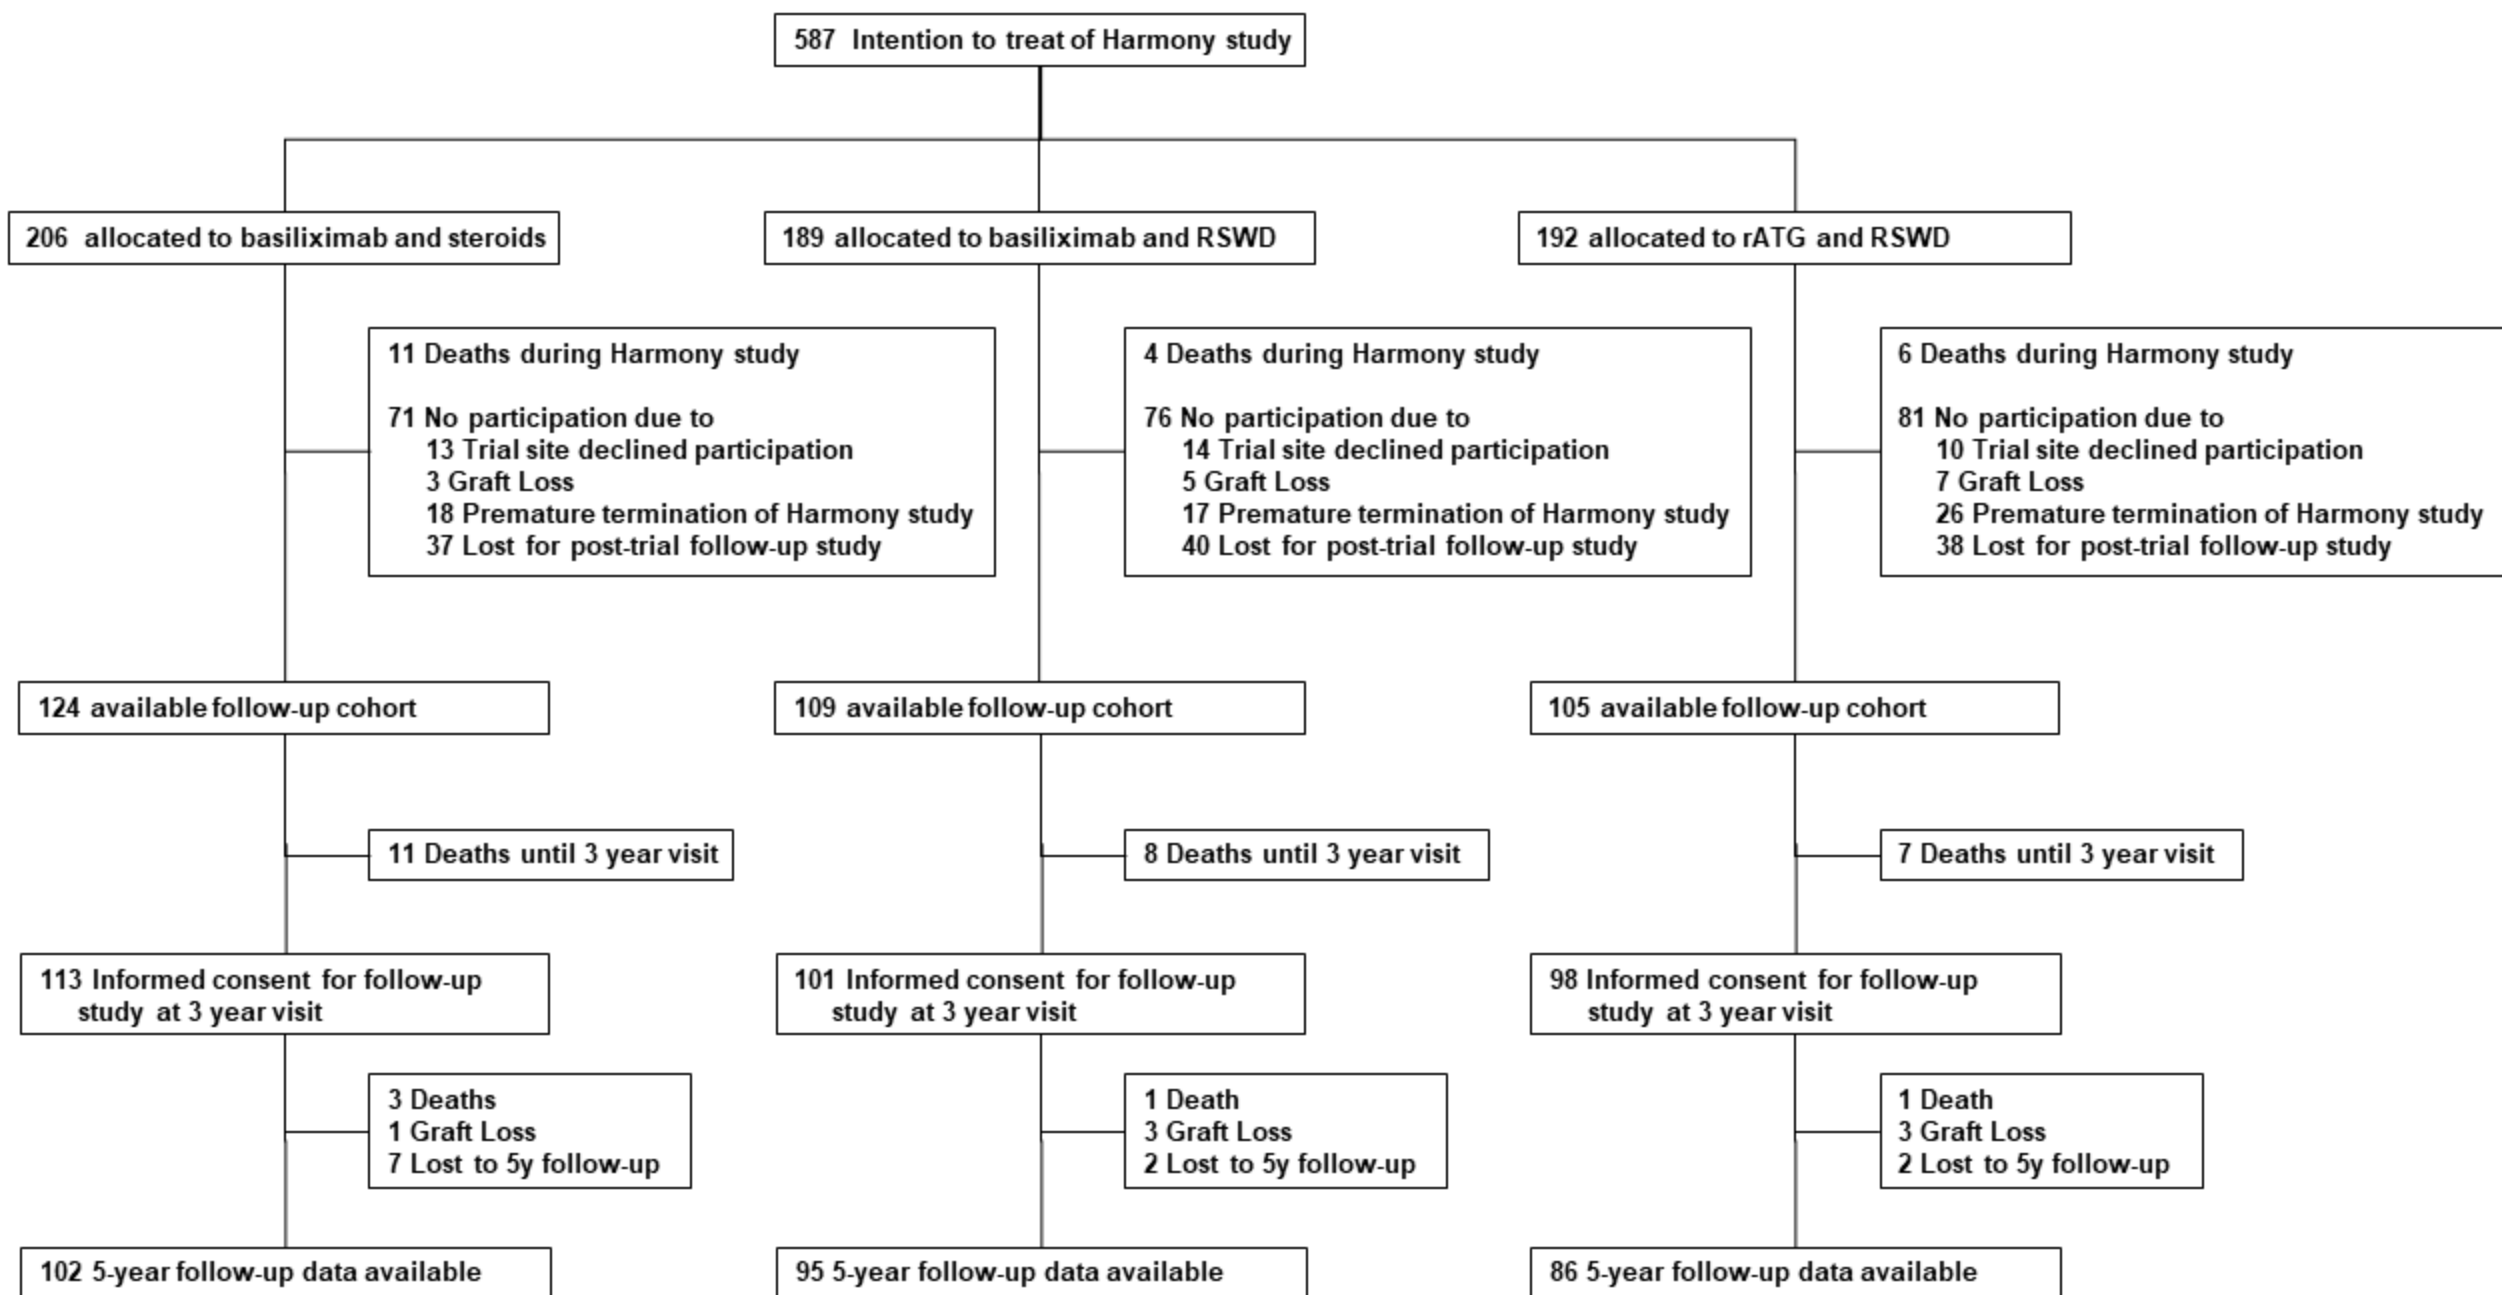 587 Intention to treat of Harmony study
206 allocated to basiliximab and steroids
189 allocated to basiliximab and RSWD
192 allocated to rATG and RSWD
11 Deaths during Harmony study
71 No participation due to
13 Trial site declined participation
3 Graft Loss
18 Premature termination of Harmony study
37 Lost for post-trial follow-up study
4 Deaths during Harmony study
76 No participation due to
14 Trial site declined participation
5 Graft Loss
17 Premature termination of Harmony study
40 Lost for post-trial follow-up study
6 Deaths during Harmony study
81 No participation due to
10 Trial site declined participation
7 Graft Loss
26 Premature termination of Harmony study
38 Lost for post-trial follow-up study
124 available follow-up cohort
109 available follow-up cohort
105 available follow-up cohort
11 Deaths until 3 year visit
8 Deaths until 3 year visit
7 Deaths until 3 year visit
113 Informed consent for follow-up
study at 3 year visit
101 Informed consent for follow-up
study at 3 year visit
98 Informed consent for follow-up
study at 3 year visit
3 Deaths
1 Graft Loss
7 Lost to 5y follow-up
1 Death
3 Graft Loss
2 Lost to 5y follow-up
1 Death
3 Graft Loss
2 Lost to 5y follow-up
102 5-year follow-up data available
95 5-year follow-up data available
86 5-year follow-up data available